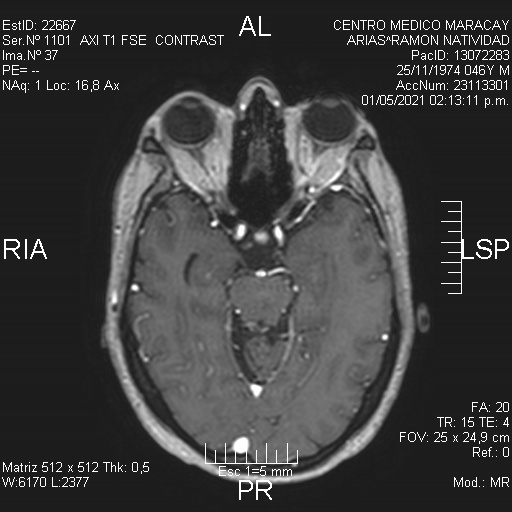 EstID: 22667
Ser.Nº 1101 AXI T1 FSE CONTRAST
Ima.Nº 37
PE= --
NAq: 1 Loc: 16,8 Ax
AL
CENTRO MEDICO MARACAY
ARIAS^RAMON NATIVIDAD
PacID: 13072283
25/11/1974 046Y M
AccNum: 23113301
01/05/2021 02:13:11 p.m.
RIA
LSP
FA: 20
TR: 15 TE: 4
FOV: 25 x 24,9 cm
Ref.: 0
Mod.: MR
Matriz 512 x 512 Thk: 0,5
W:6170 L:2377
Esc 1=5 mm
PR